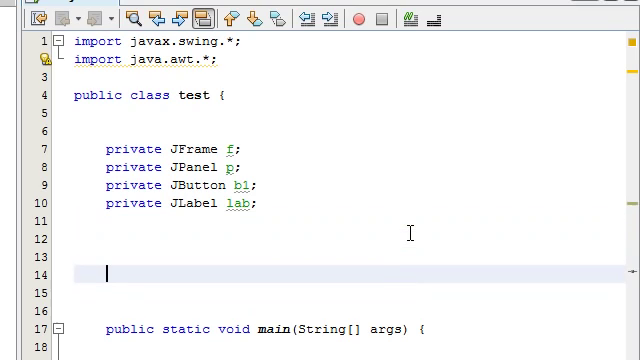 1 import javax.swing.*;
import java.awt.*;
3
4 public class test {
5
6
7 private JFrame f;
8 private JPanel p;
9 private JButton b1;
10 private JLabel lab;
11
12
13
14
15
16
17 public static void main(String[] args) {
18